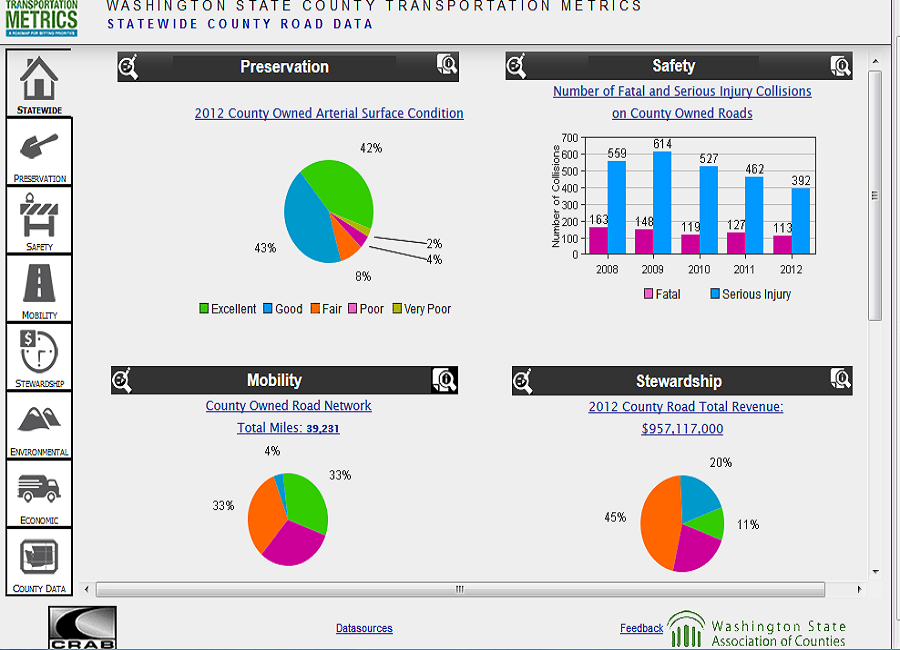 TRANSPORTATION
METRICS
A ROADMAP FOR SETTING PRIORITIES
WASHINGTON STATE COUNTY TRANSPORTATION METRICS
STATEWIDE COUNTY ROAD DATA
STATEWIDE
PRESERVATION
SAFETY
MOBILITY
STEWARDSHIP
ENVIRONMENTAL
ECONOMIC
COUNTY DATA
Preservation
2012 County Owned Arterial Surface Condition
42%
2%
4%
8%
43%
Excellent Good Fair Poor Very Poor
Safety
Number of Fatal and Serious Injury Collisions
on County Owned Roads
Number of Collisions
700
600
500
400
300
200
100
0
163 559
148 614
119 527
127 462
113 392
2008 2009 2010 2011 2012
Fatal Serious Injury
Mobility
County Owned Road Network
Total Miles: 39,231
4%
33%
33%
Stewardship
2012 County Road Total Revenue:
$957,117,000
20%
45%
11%
CRAB
Datasources
Feedback
Washington State
Association of Counties